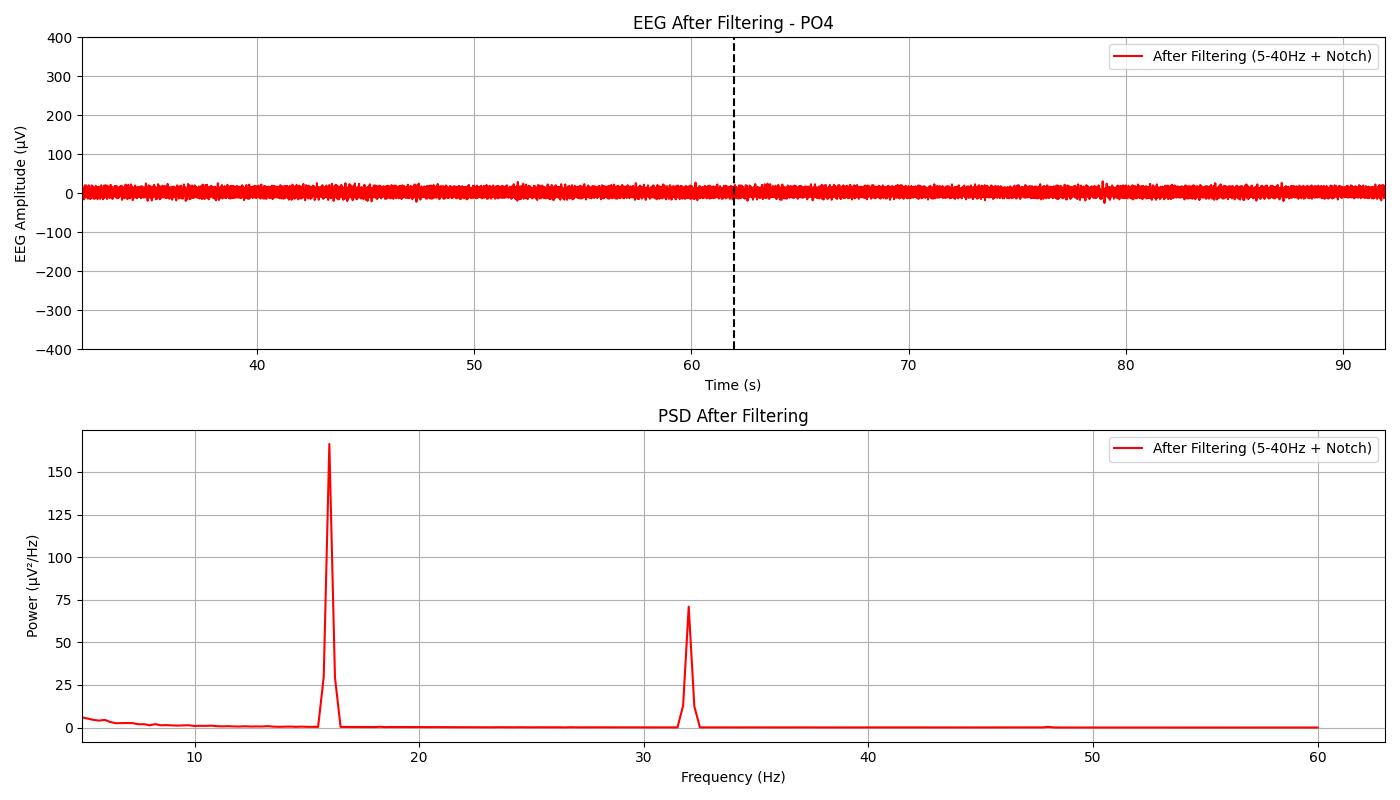 EEG After Filtering - PO4
After Filtering (5-40Hz + Notch)
EEG Amplitude (µV)
400
300
200
100
0
−100
−200
−300
−400
40 50 60 70 80 90
Time (s)
PSD After Filtering
After Filtering (5-40Hz + Notch)
Power (µV²/Hz)
150
125
100
75
50
25
0
10 20 30 40 50 60
Frequency (Hz)